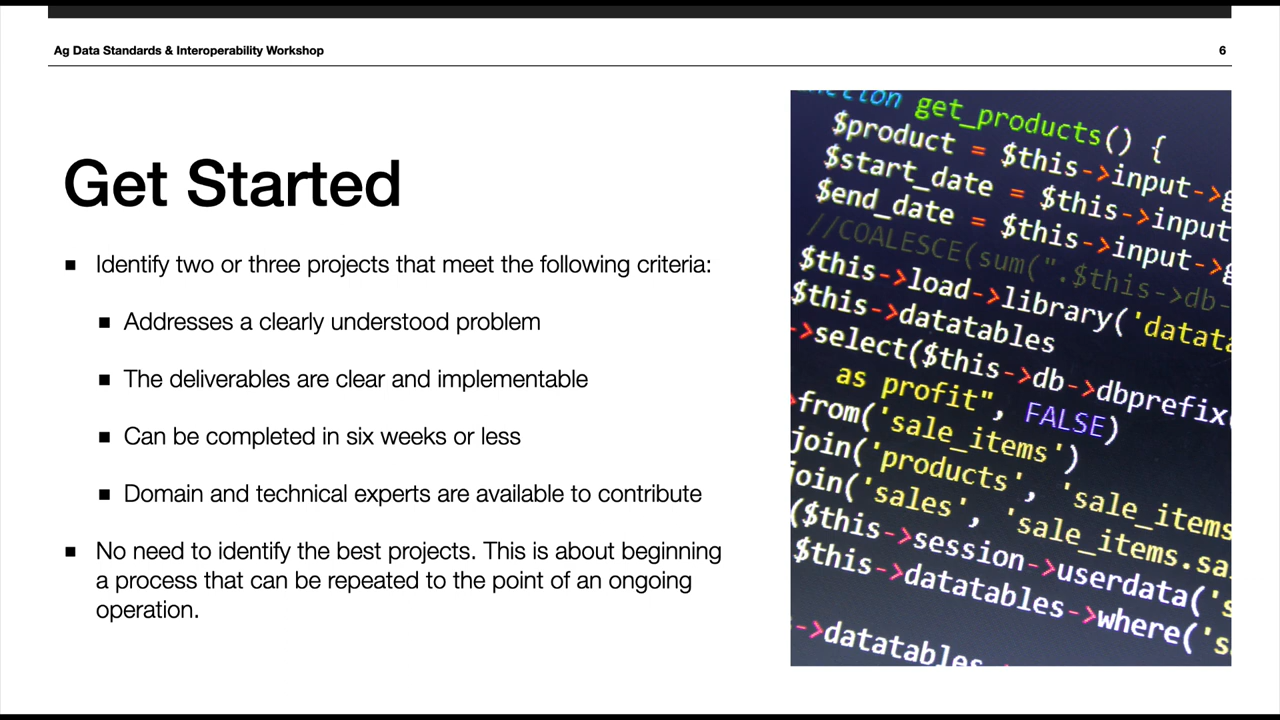 Ag Data Standards & Interoperability Workshop
6
Get Started
Identify two or three projects that meet the following criteria:
Addresses a clearly understood problem
The deliverables are clear and implementable
Can be completed in six weeks or less
Domain and technical experts are available to contribute
No need to identify the best projects. This is about beginning
a process that can be repeated to the point of an ongoing
operation.
get_products() {
$product = $this->input->g
$start_date = $this->input
$end_date = $this->input->g
//COALESCE(sum(".$this->db-
$this->load->library('datata
$this->datatables
->select($this->db->dbprefix(
as profit", FALSE)
->from('sale_items')
join('products', 'sale_items
join('sales', 'sale_items.sa
($this->session->userdata('s
$this->datatables->where('s
->datatables